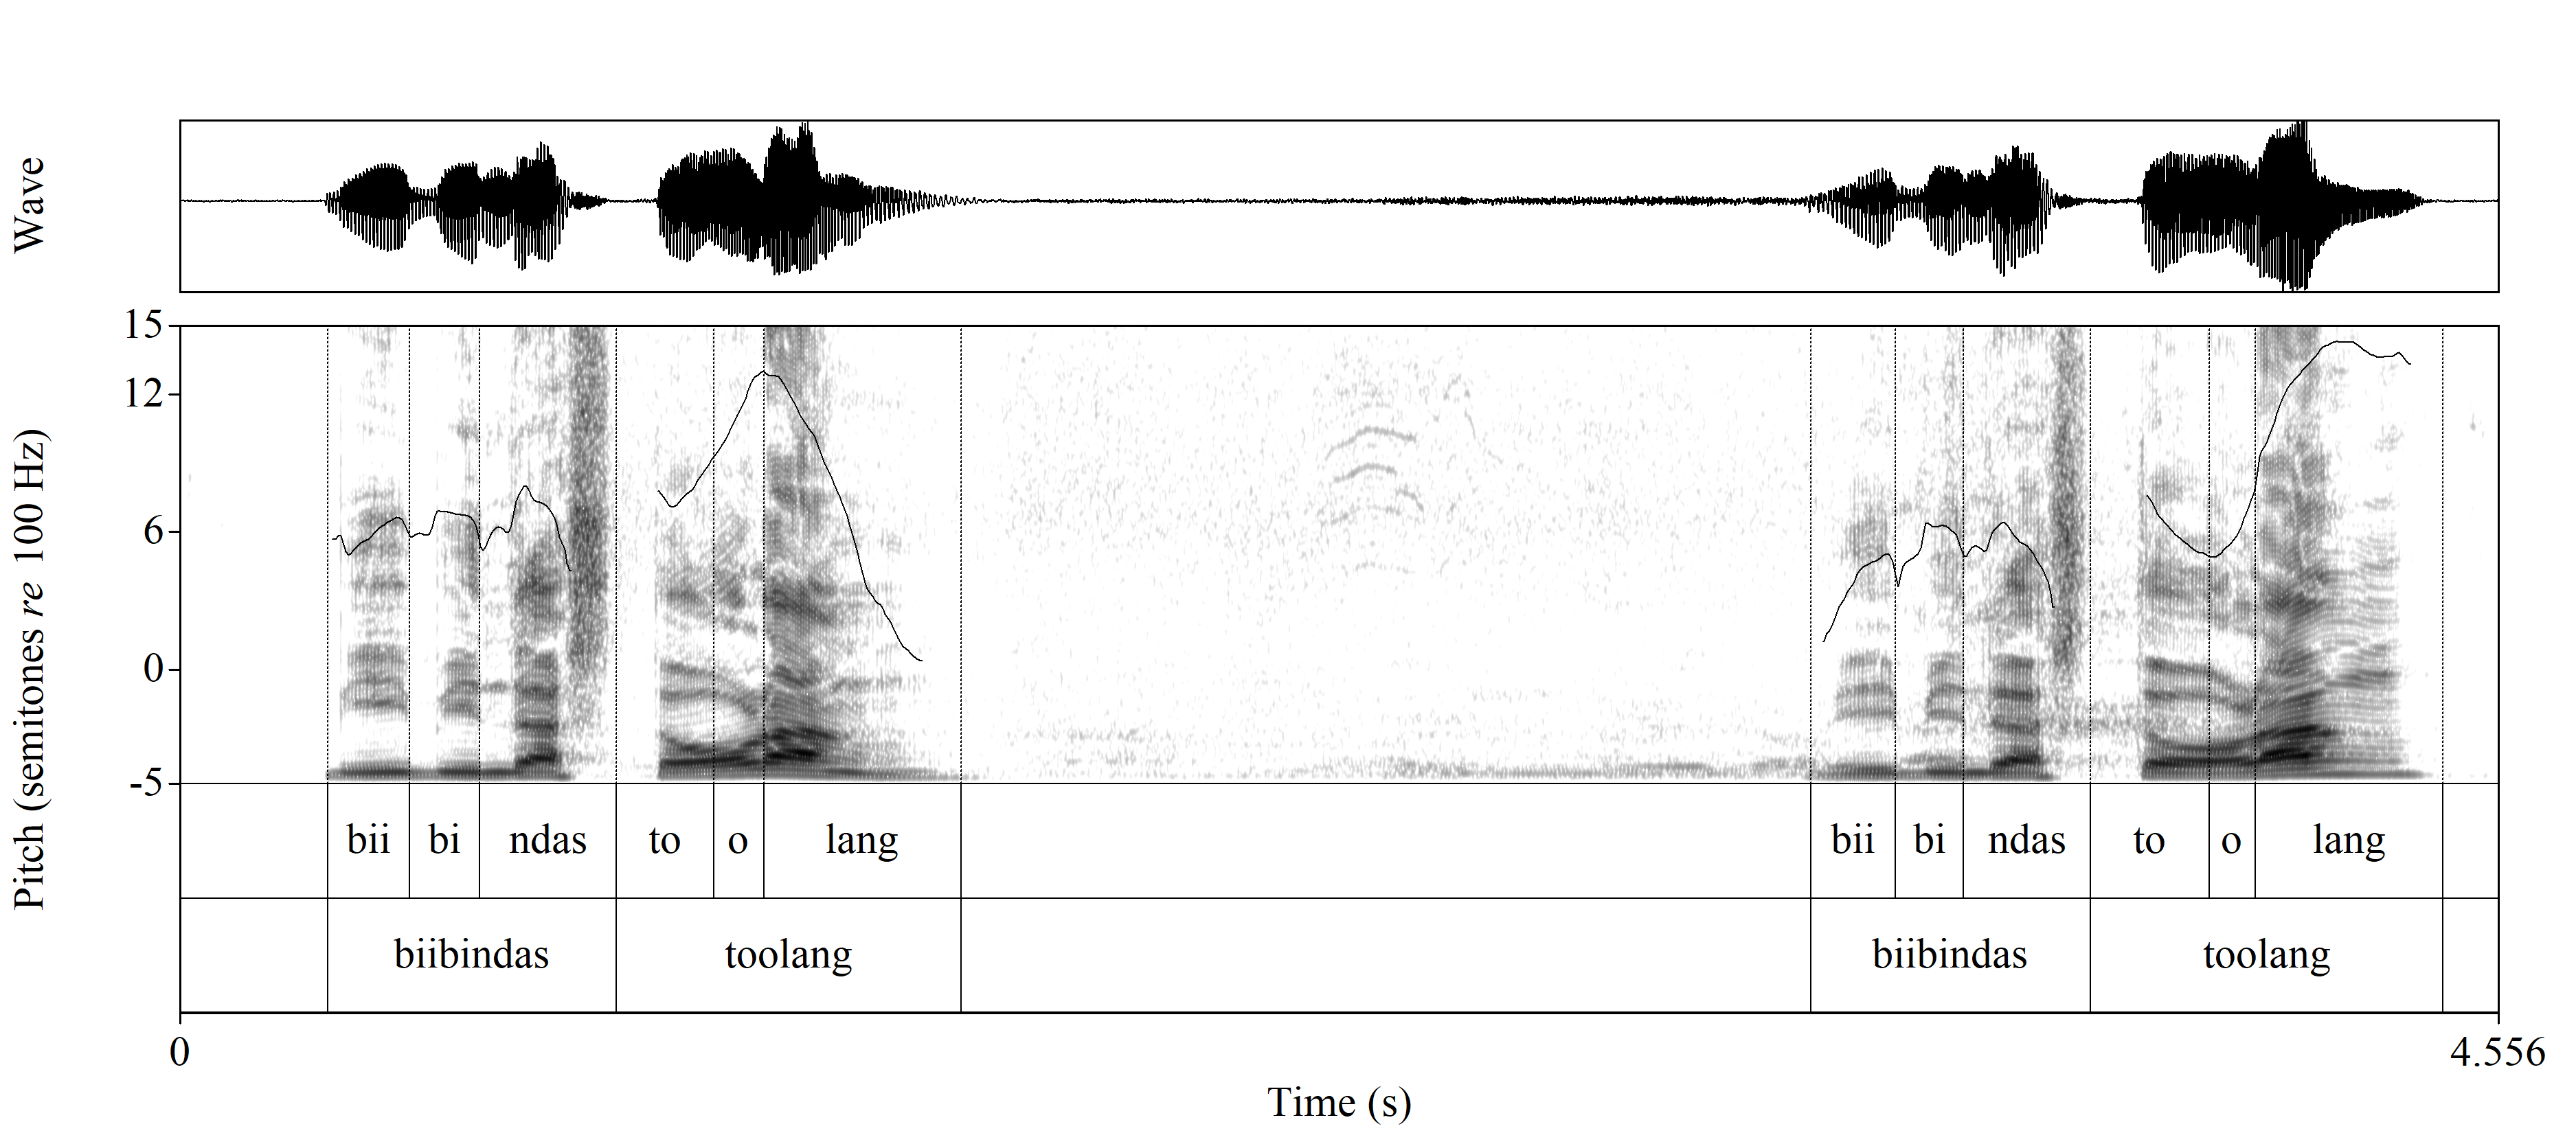 Wave
Pitch (semitones re 100 Hz)
15
12
6
0
-5
bii bi ndas to o lang bii bi ndas to o lang
biibindas toolang biibindas toolang
0 4.556
Time (s)